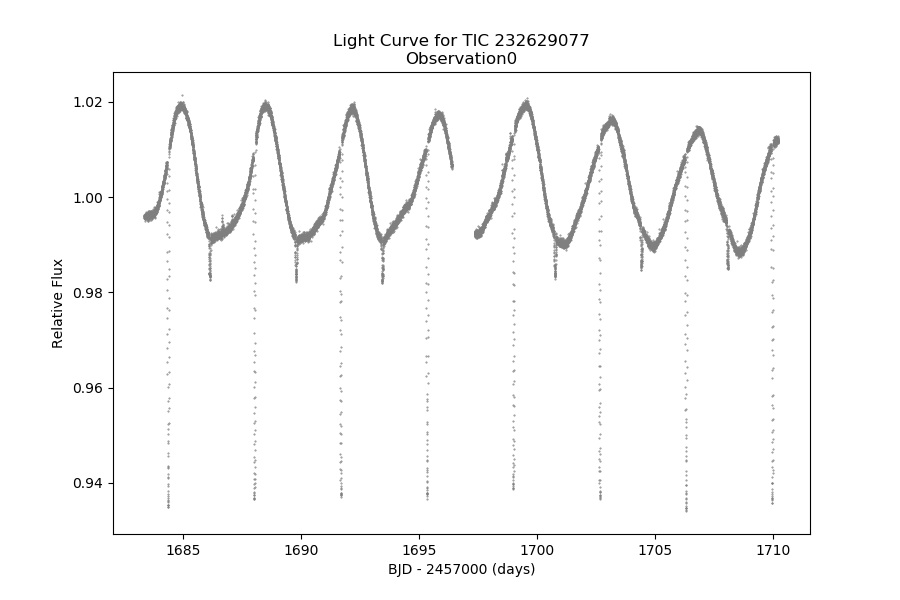 Light Curve for TIC 232629077
Observation0
1.02
1.00
0.98
0.96
0.94
Relative Flux
1685 1690 1695 1700 1705 1710
BJD - 2457000 (days)